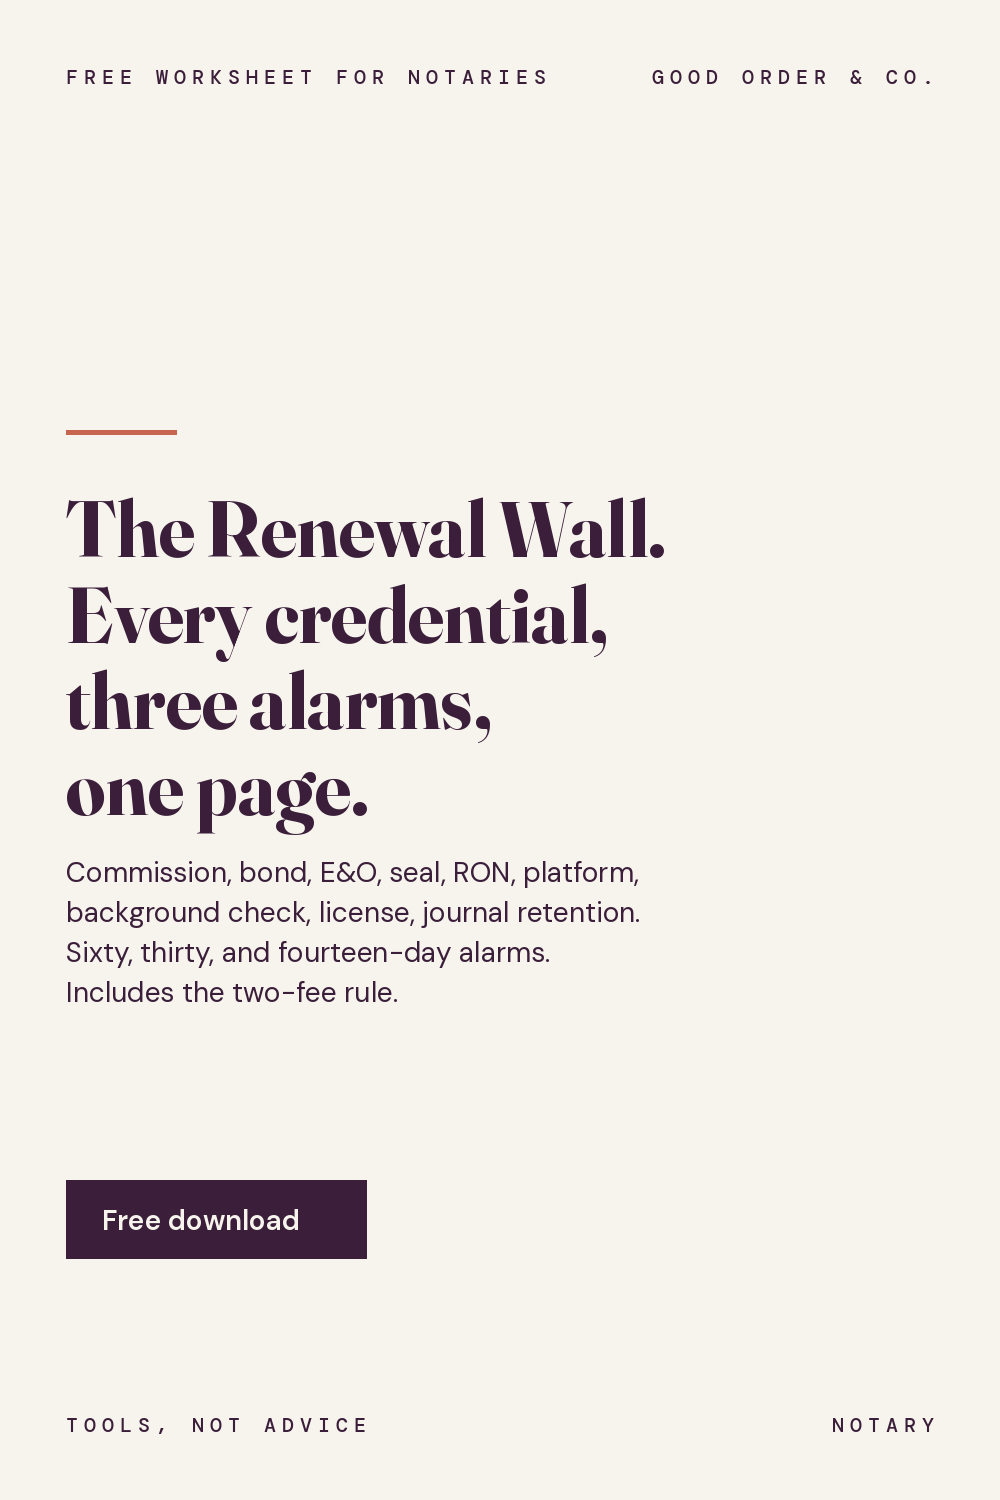 FREE WORKSHEET FOR NOTARIES
GOOD ORDER & CO.
The Renewal Wall.
Every credential,
three alarms,
one page.
Commission, bond, E&O, seal, RON, platform,
background check, license, journal retention.
Sixty, thirty, and fourteen-day alarms.
Includes the two-fee rule.
Free download
TOOLS, NOT ADVICE
NOTARY